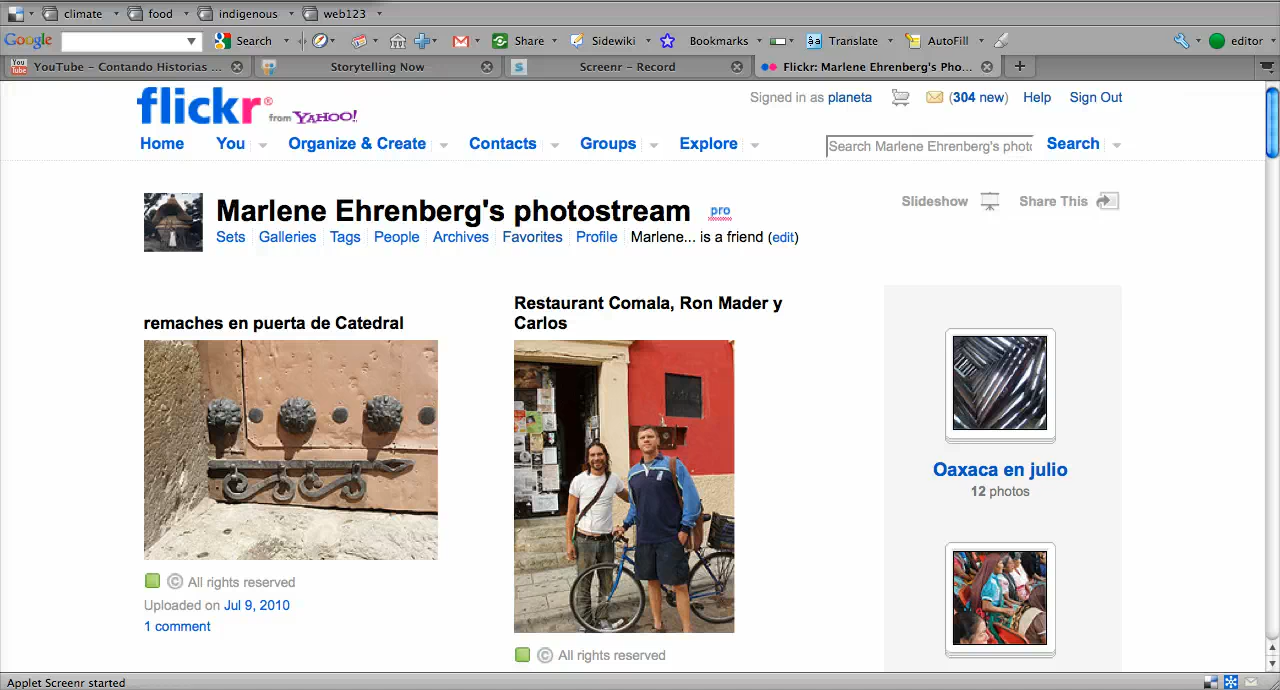 climate food indigenous web123
Google Search Share Sidewiki Bookmarks Translate AutoFill editor
You Tube YouTube – Contando Historias ... Storytelling Now S Screenr – Record Flickr: Marlene Ehrenberg's Pho... +
flickr® from YAHOO!
Signed in as planeta (304 new) Help Sign Out
Home You Organize & Create Contacts Groups Explore Search Marlene Ehrenberg's phot Search
Marlene Ehrenberg's photostream pro
Slideshow Share This
Sets Galleries Tags People Archives Favorites Profile Marlene... is a friend (edit)
remaches en puerta de Catedral
Restaurant Comala, Ron Mader y
Carlos
Oaxaca en julio
12 photos
© All rights reserved
Uploaded on Jul 9, 2010
1 comment
© All rights reserved
Applet Screenr started